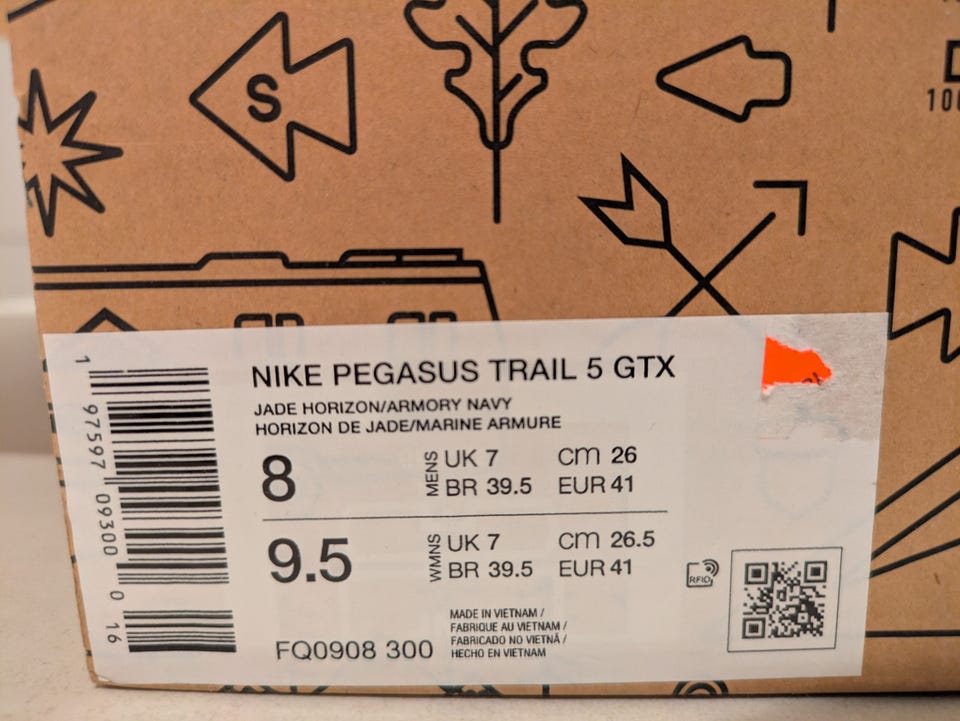 S
100
NIKE PEGASUS TRAIL 5 GTX
JADE HORIZON/ARMORY NAVY
HORIZON DE JADE/MARINE ARMURE
8 MENS UK 7 CM 26
BR 39.5 EUR 41
9.5 WMNS UK 7 CM 26.5
BR 39.5 EUR 41
RFID
FQ0908 300
MADE IN VIETNAM /
FABRIQUE AU VIETNAM /
FABRICADO NO VIETNÃ /
HECHO EN VIETNAM
1 97597 09300 0 16